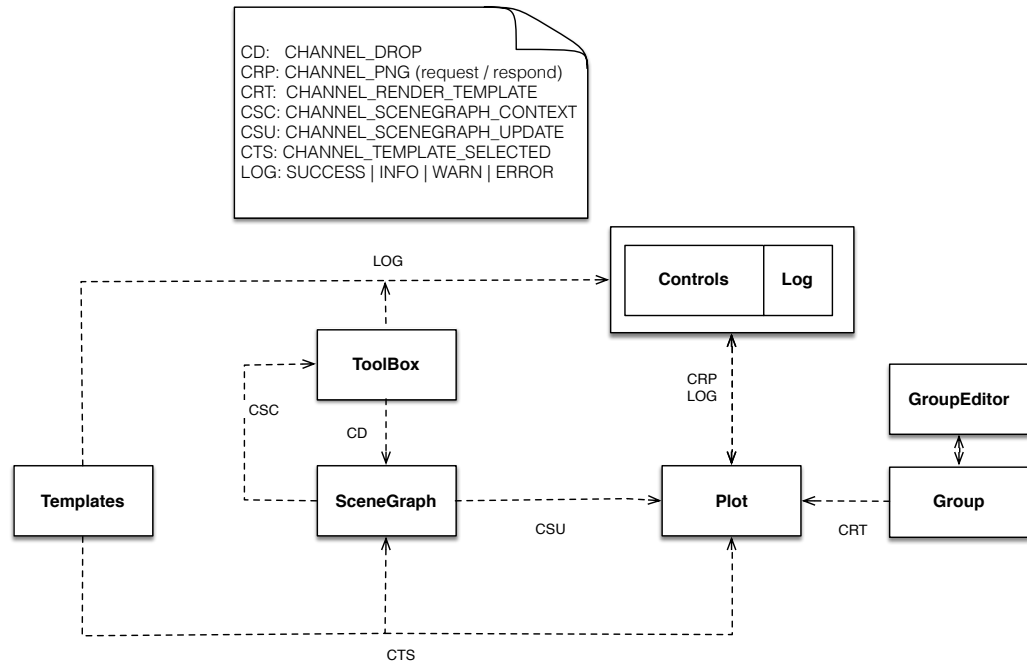 CD: CHANNEL_DROP
CRP: CHANNEL_PNG (request / respond)
CRT: CHANNEL_RENDER_TEMPLATE
CSC: CHANNEL_SCENEGRAPH_CONTEXT
CSU: CHANNEL_SCENEGRAPH_UPDATE
CTS: CHANNEL_TEMPLATE_SELECTED
LOG: SUCCESS | INFO | WARN | ERROR
LOG
Controls
Log
ToolBox
CRP
LOG
GroupEditor
CSC
CD
Templates
SceneGraph
Plot
Group
CSU
CRT
CTS